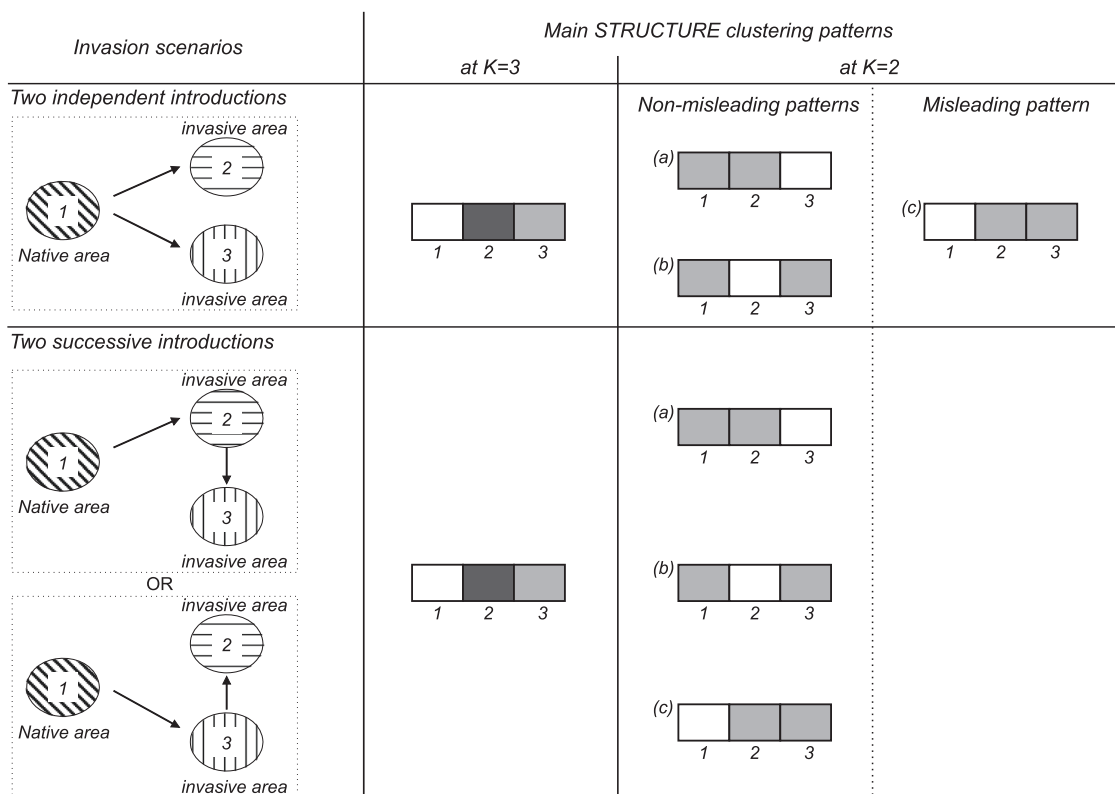 Invasion scenarios
Main STRUCTURE clustering patterns
at K=3
at K=2
Two independent introductions
invasive area
2
1
Native area
3
invasive area
1 2 3
Non-misleading patterns
(a)
1 2 3
(b)
1 2 3
Misleading pattern
(c)
1 2 3
Two successive introductions
invasive area
2
1
Native area
3
invasive area
OR
invasive area
2
1
Native area
3
invasive area
1 2 3
(a)
1 2 3
(b)
1 2 3
(c)
1 2 3